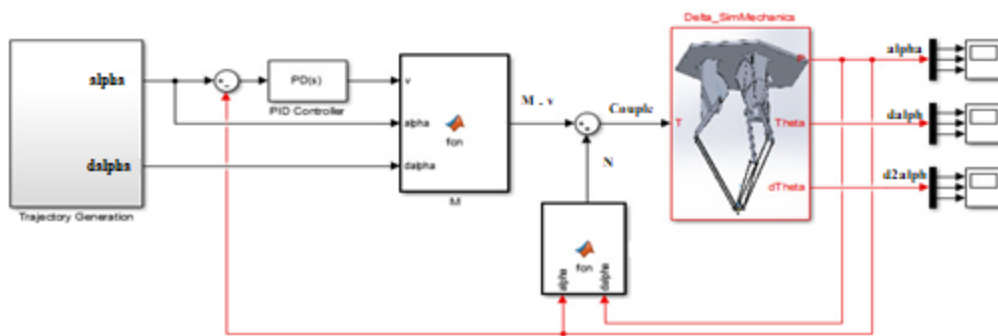 Delta_SimMechanics
alpha
dalpha
Trajectory Generation
PD(s)
PID Controller
v
alpha
dalpha
fcn
M
M . v
Couple
N
T
Theta
dTheta
alpha
dalph
d2alph
fcn
alpha
dalpha